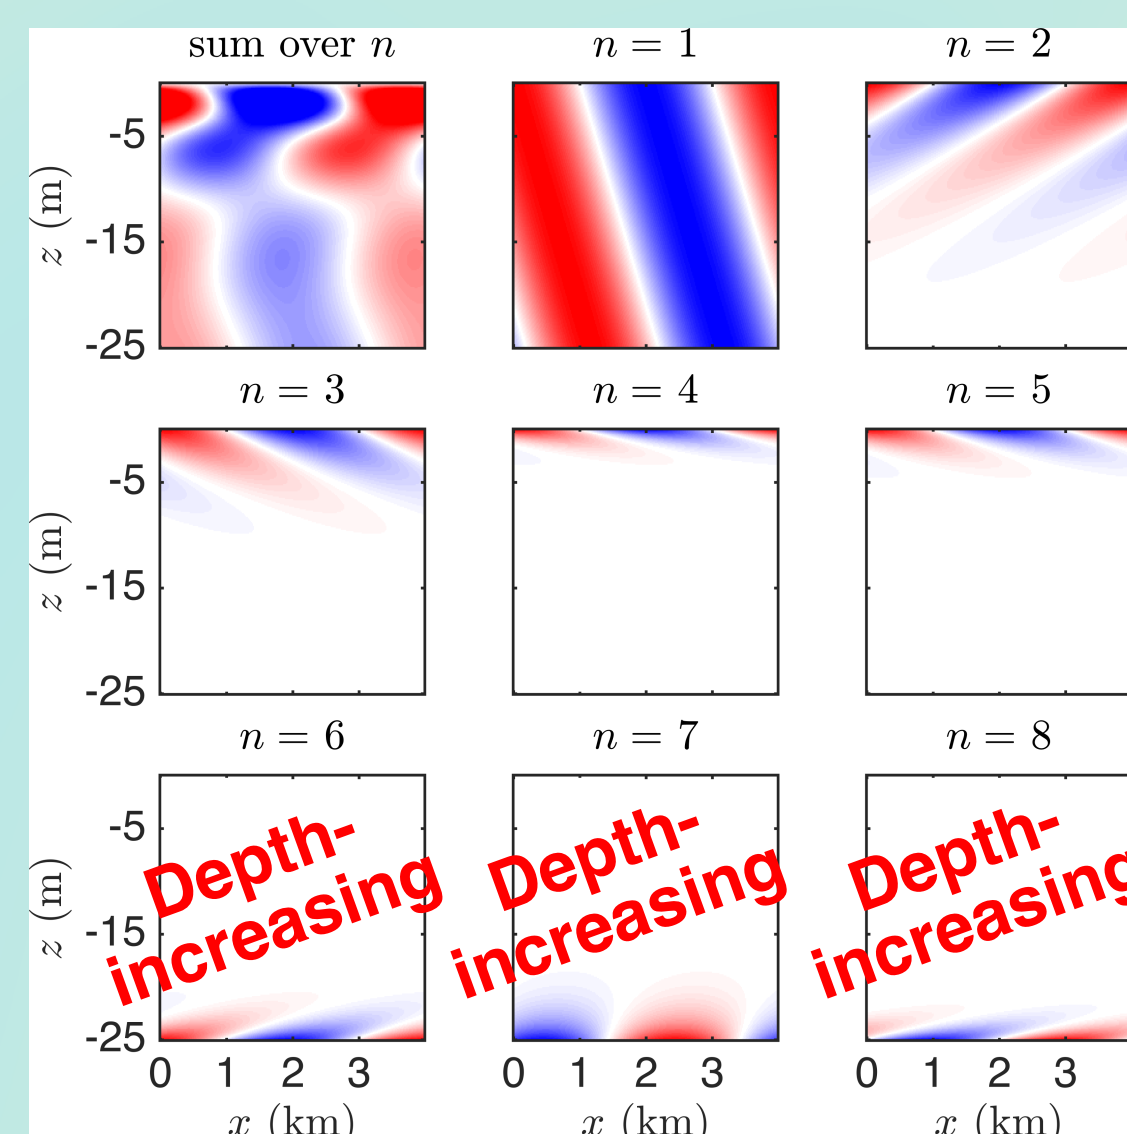 sum over n
n = 1
n = 2
z (m)
-5
-15
-25
n = 3
n = 4
n = 5
z (m)
-5
-15
-25
n = 6
n = 7
n = 8
z (m)
-5
-15
-25
Depth-
increasing
Depth-
increasing
Depth-
increasing
0 1 2 3
0 1 2 3
0 1 2 3
x (km)
x (km)
x (km)